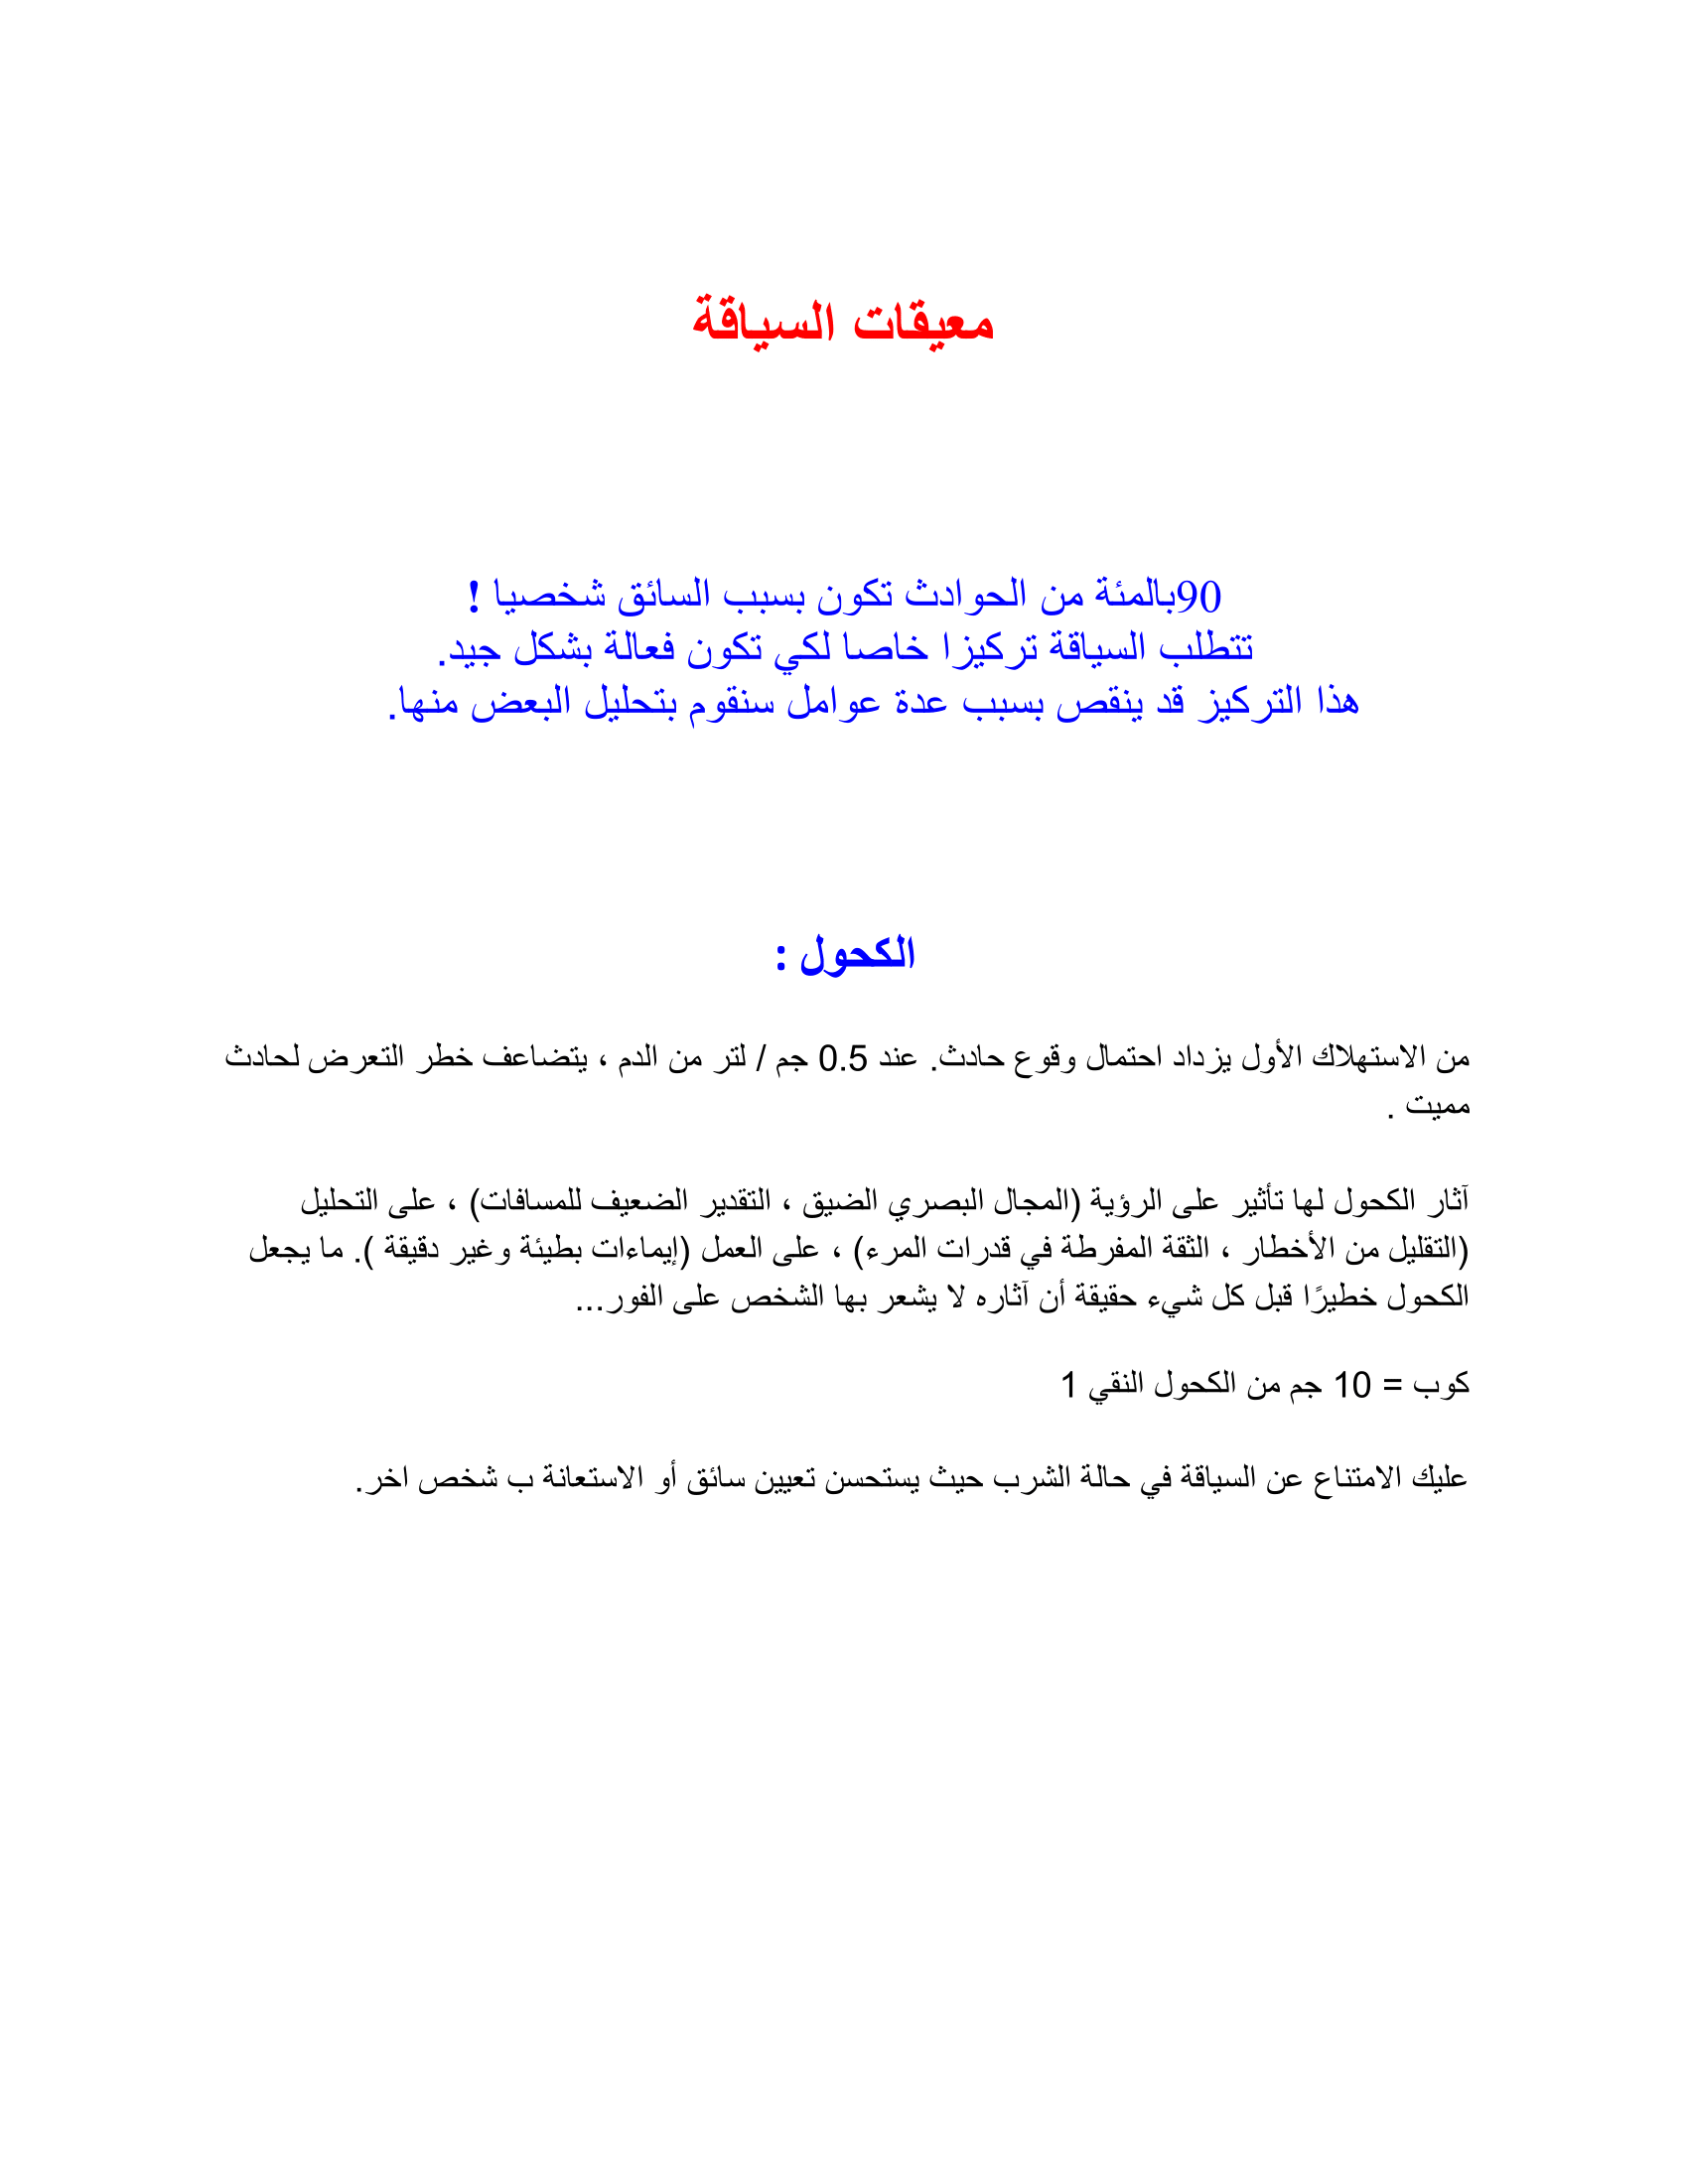 معيقات السياقة
90بالمئة من الحوادث تكون بسبب السائق شخصيا !
تتطلب السياقة تركيزا خاصا لكي تكون فعالة بشكل جيد.
هذا التركيز قد ينقص بسبب عدة عوامل سنقوم بتحليل البعض منها.
الكحول :
من الاستهلاك الأول يزداد احتمال وقوع حادث. عند 0.5 جم / لتر من الدم ، يتضاعف خطر التعرض لحادث
مميت .
آثار الكحول لها تأثير على الرؤية (المجال البصري الضيق ، التقدير الضعيف للمسافات) ، على التحليل
(التقليل من الأخطار ، الثقة المفرطة في قدرات المرء) ، على العمل (إيماءات بطيئة وغير دقيقة ). ما يجعل
الكحول خطيرًا قبل كل شيء حقيقة أن آثاره لا يشعر بها الشخص على الفور...
كوب = 10 جم من الكحول النقي 1
عليك الامتناع عن السياقة في حالة الشرب حيث يستحسن تعيين سائق أو الاستعانة ب شخص اخر.